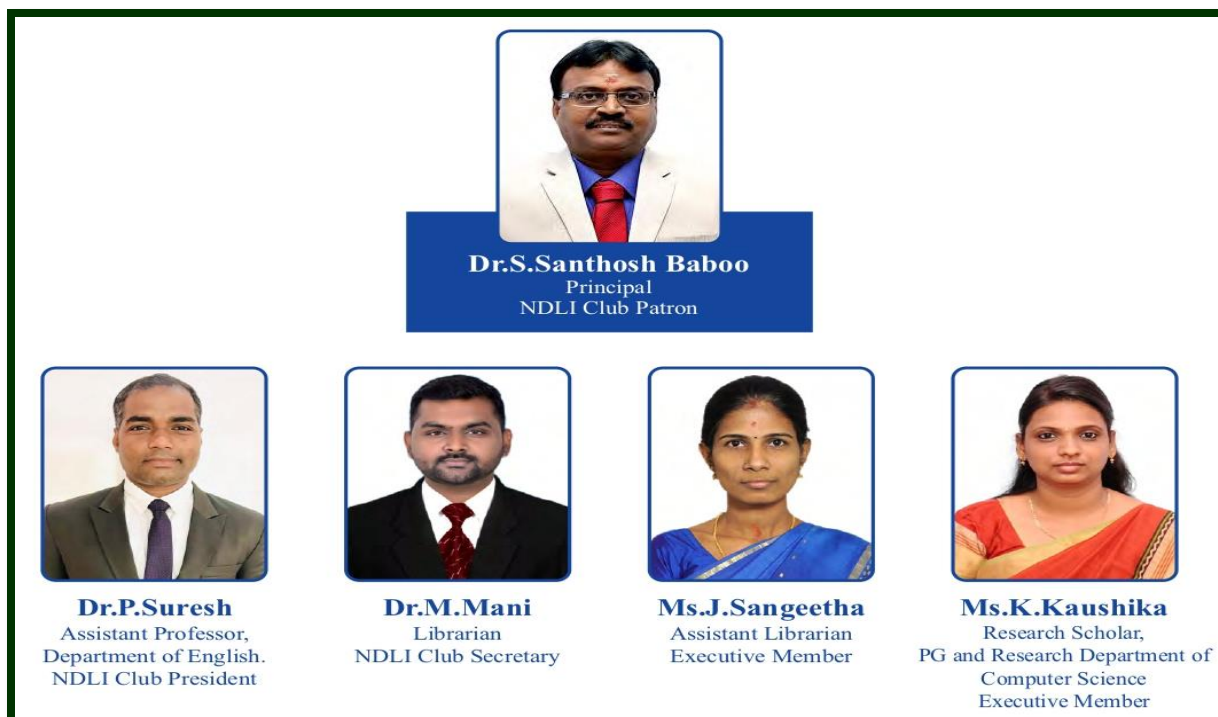 Dr.S.Santhosh Baboo
Principal
NDLI Club Patron
Dr.P.Suresh
Assistant Professor,
Department of English.
NDLI Club President
Dr.M.Mani
Librarian
NDLI Club Secretary
Ms.J.Sangeetha
Assistant Librarian
Executive Member
Ms.K.Kaushika
Research Scholar,
PG and Research Department of
Computer Science
Executive Member